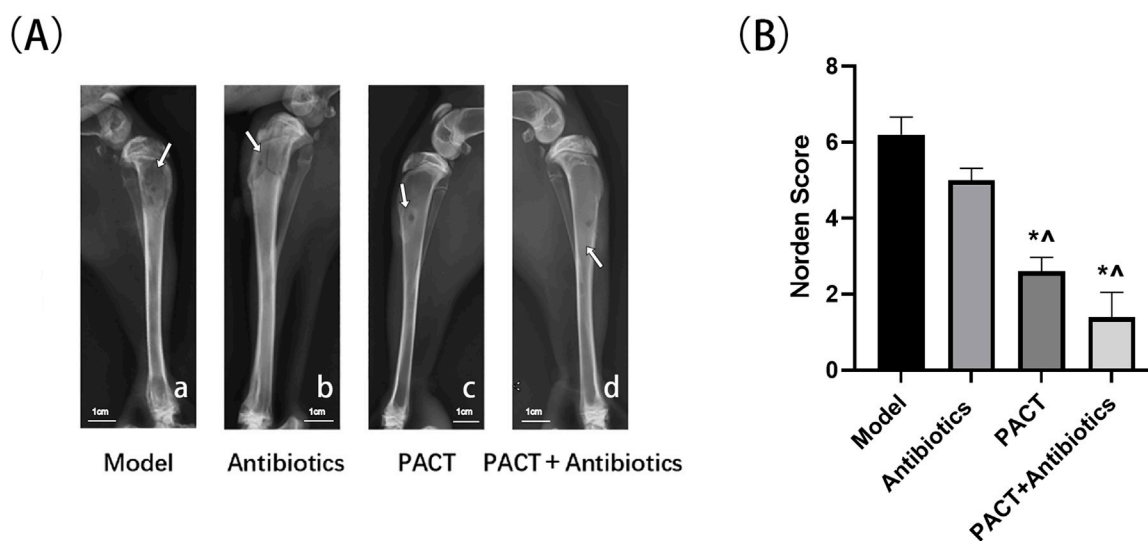 (A)
a
1cm
b
1cm
c
1cm
d
1cm
Model
Antibiotics
PACT
PACT + Antibiotics
(B)
Norden Score
8
6
4
2
0
*^
*^
Model
Antibiotics
PACT
PACT+Antibiotics